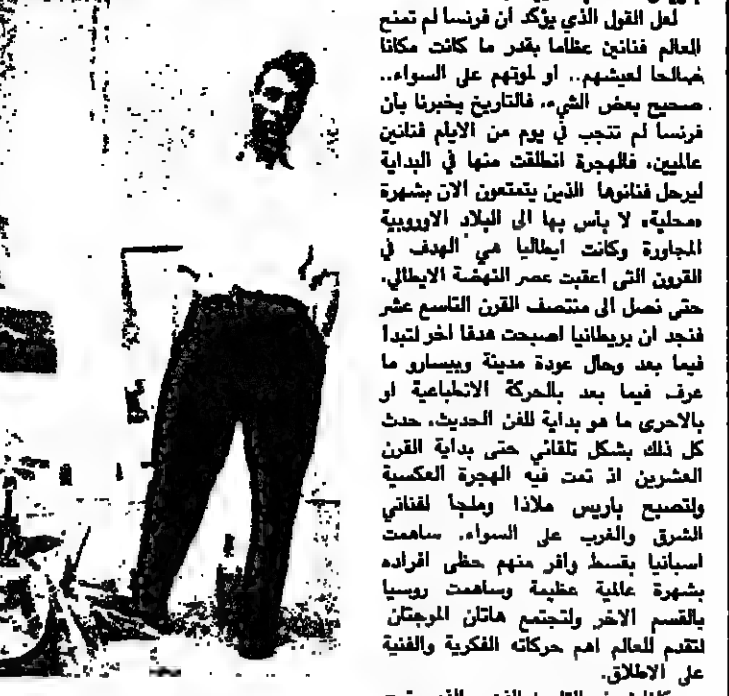 لعل القول الذي يؤكد أن فرنسا لم تمنع
العالم فنانين عظاما بقدر ما كانت مكانا
صالحا لعيشهم.. او لموتهم على السواء..
صحيح بعض الشيء. فالتاريخ يخبرنا بأن
فرنسا لم تنجب في يوم من الايام فنانين
عالميين. فالهجرة انطلقت منها في البداية
ليرحل فنانوها الذين يتمتعون الان بشهرة
«محلية» لا بأس بها الى البلاد الاوروبية
المجاورة وكانت ايطاليا هي الهدف في
القرون التي اعقبت عصر النهضة الايطالي.
حتى نصل الى منتصف القرن التاسع عشر
فنجد ان بريطانيا اصبحت هدفا آخر لتبدأ
فيما بعد وحال عودة مدينة وبيسارو ما
عرف فيما بعد بالحركة الانطباعية او
بالاحرى ما هو بداية للفن الحديث. حدث
كل ذلك بشكل تلقائي حتى بداية القرن
العشرين اذ تمت فيه الهجرة العكسية
ولتصبح باريس ملاذا وملجأ لفناني
الشرق والغرب على السواء. ساهمت
اسبانيا بقسط وافر منهم حظى افراده
بشهرة عالمية عظيمة وساهمت روسيا
بالقسم الآخر ولتجتمع هاتان الموجتان
لتقدم للعالم اهم حركاته الفكرية والفنية
على الاطلاق.